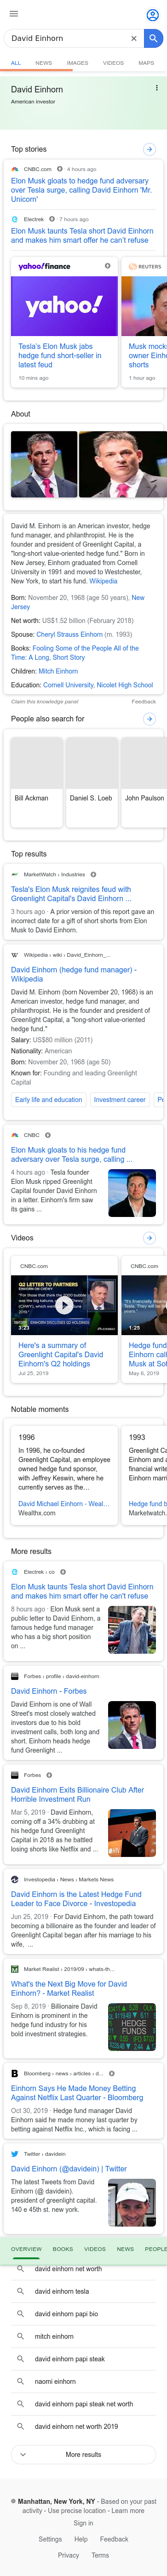 David Einhorn
ALL NEWS IMAGES VIDEOS MAPS
David Einhorn
American investor
Top stories
CNBC.com · 4 hours ago
Elon Musk gloats to hedge fund adversary over Tesla surge, calling David Einhorn 'Mr. Unicorn'
Electrek · 7 hours ago
Elon Musk taunts Tesla short David Einhorn and makes him smart offer he can't refuse
yahoo!finance
REUTERS
yahoo!
Tesla's Elon Musk jabs
hedge fund short-seller in
latest feud
10 mins ago
Musk mocks
owner Einho
shorts
1 hour ago
About
David M. Einhorn is an American investor, hedge
fund manager, and philanthropist. He is the
founder and president of Greenlight Capital, a
"long-short value-oriented hedge fund." Born in
New Jersey, Einhorn graduated from Cornell
University in 1991 and moved to Westchester,
New York, to start his fund. Wikipedia
Born: November 20, 1968 (age 50 years), New
Jersey
Net worth: US$1.52 billion (February 2018)
Spouse: Cheryl Strauss Einhorn (m. 1993)
Books: Fooling Some of the People All of the
Time: A Long, Short Story
Children: Mitch Einhorn
Education: Cornell University, Nicolet High School
Claim this knowledge panel
Feedback
People also search for
Bill Ackman
Daniel S. Loeb
John Paulson
Top results
MarketWatch › Industries
Tesla's Elon Musk reignites feud with
Greenlight Capital's David Einhorn ...
3 hours ago · A prior version of this report gave an
incorrect season for a gift of short shorts from Elon
Musk to David Einhorn.
Wikipedia › wiki › David_Einhorn_...
David Einhorn (hedge fund manager) -
Wikipedia
David M. Einhorn (born November 20, 1968) is an
American investor, hedge fund manager, and
philanthropist. He is the founder and president of
Greenlight Capital, a "long-short value-oriented
hedge fund."
Salary: US$80 million (2011)
Nationality: American
Born: November 20, 1968 (age 50)
Known for: Founding and leading Greenlight
Capital
Early life and education
Investment career
Pe
CNBC
Elon Musk gloats to his hedge fund
adversary over Tesla surge, calling ...
4 hours ago · Tesla founder
Elon Musk ripped Greenlight
Capital founder David Einhorn
in a letter. Einhorn's firm saw
its gains ...
Videos
CNBC.com
Q2 LETTER TO PARTNERS
3:23
Here's a summary of
Greenlight Capital's David
Einhorn's Q2 holdings
Jul 25, 2019
CNBC.com
1:25
Hedge fund
Einhorn call
Musk at Sol
May 6, 2019
Notable moments
1996
In 1996, he co-founded
Greenlight Capital, an employee
owned hedge fund sponsor,
with Jeffrey Keswin, where he
currently serves as the...
David Michael Einhorn - Weal...
Wealthx.com
1993
Greenlight Ca
Einhorn and a
financial write
Einhorn marri
Hedge fund b
Marketwatch.
More results
Electrek › co
Elon Musk taunts Tesla short David Einhorn
and makes him smart offer he can't refuse
8 hours ago · Elon Musk sent a
public letter to David Einhorn, a
famous hedge fund manager
who has a big short position
on ...
Forbes › profile › david-einhorn
David Einhorn - Forbes
David Einhorn is one of Wall
Street's most closely watched
investors due to his bold
investment bets, both long and
short. Einhorn heads hedge
fund Greenlight ...
Forbes
David Einhorn Exits Billionaire Club After
Horrible Investment Run
Mar 5, 2019 · David Einhorn,
coming off a 34% drubbing at
his hedge fund Greenlight
Capital in 2018 as he battled
losing shorts like Netflix and ...
Investopedia › News › Markets News
David Einhorn is the Latest Hedge Fund
Leader to Face Divorce - Investopedia
Jun 25, 2019 · For David Einhorn, the path toward
becoming a billionaire as the founder and leader of
Greenlight Capital began after his marriage to his
wife, ...
Market Realist › 2019/09 › whats-th...
What's the Next Big Move for David
Einhorn? - Market Realist
Sep 8, 2019 · Billionaire David
Einhorn is prominent in the
hedge fund industry for his
bold investment strategies.
HEDGE
FUNDS
Bloomberg › news › articles › d...
Einhorn Says He Made Money Betting
Against Netflix Last Quarter - Bloomberg
Oct 30, 2019 · Hedge fund manager David
Einhorn said he made money last quarter by
betting against Netflix Inc., which is facing ...
Twitter › davidein
David Einhorn (@davidein) | Twitter
The latest Tweets from David
Einhorn (@ davidein).
president of greenlight capital.
140 e 45th st. new york.
OVERVIEW BOOKS VIDEOS NEWS PEOPLE
david einhorn net worth
david einhorn tesla
david einhorn papi bio
mitch einhorn
david einhorn papi steak
naomi einhorn
david einhorn papi steak net worth
david einhorn net worth 2019
More results
Manhattan, New York, NY - Based on your past
activity - Use precise location - Learn more
Sign in
Settings Help Feedback
Privacy Terms